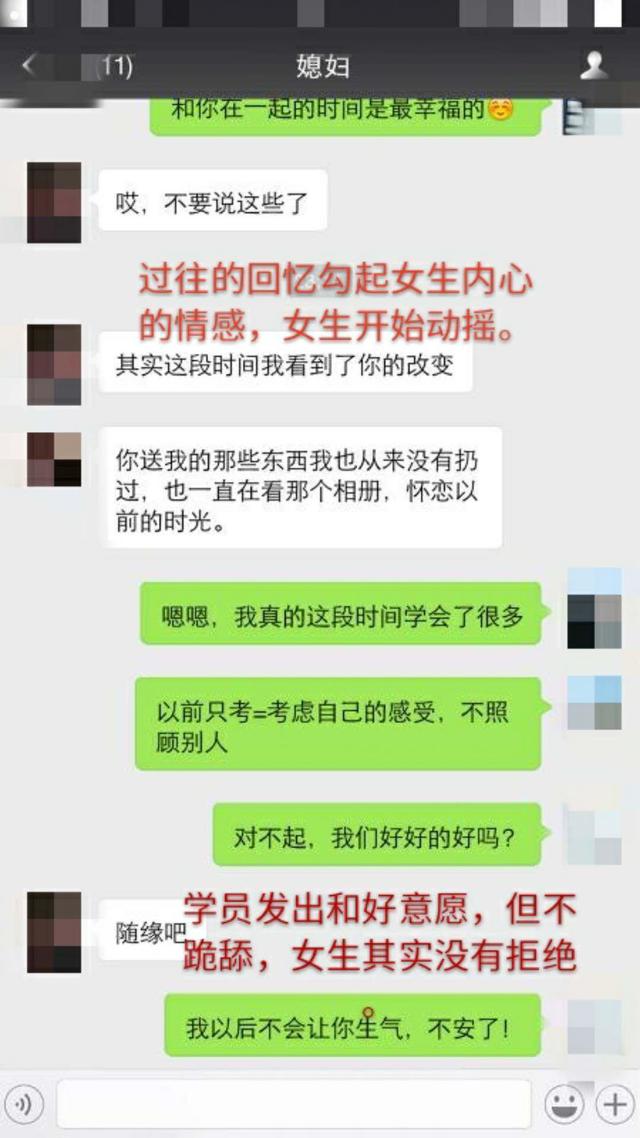 (11)
媳妇
和你在一起的时间是最幸福的
哎，不要说这些了
过往的回忆勾起女生内心
的情感，女生开始动摇。
其实这段时间我看到了你的改变
你送我的那些东西我也从来没有扔
过，也一直在看那个相册，怀恋以
前的时光。
嗯嗯，我真的这段时间学会了很多
以前只考=考虑自己的感受，不照
顾别人
对不起，我们好好的好吗？
学员发出和好意愿，但不
跪舔，女生其实没有拒绝
随缘吧
我以后不会让你生气，不安了！